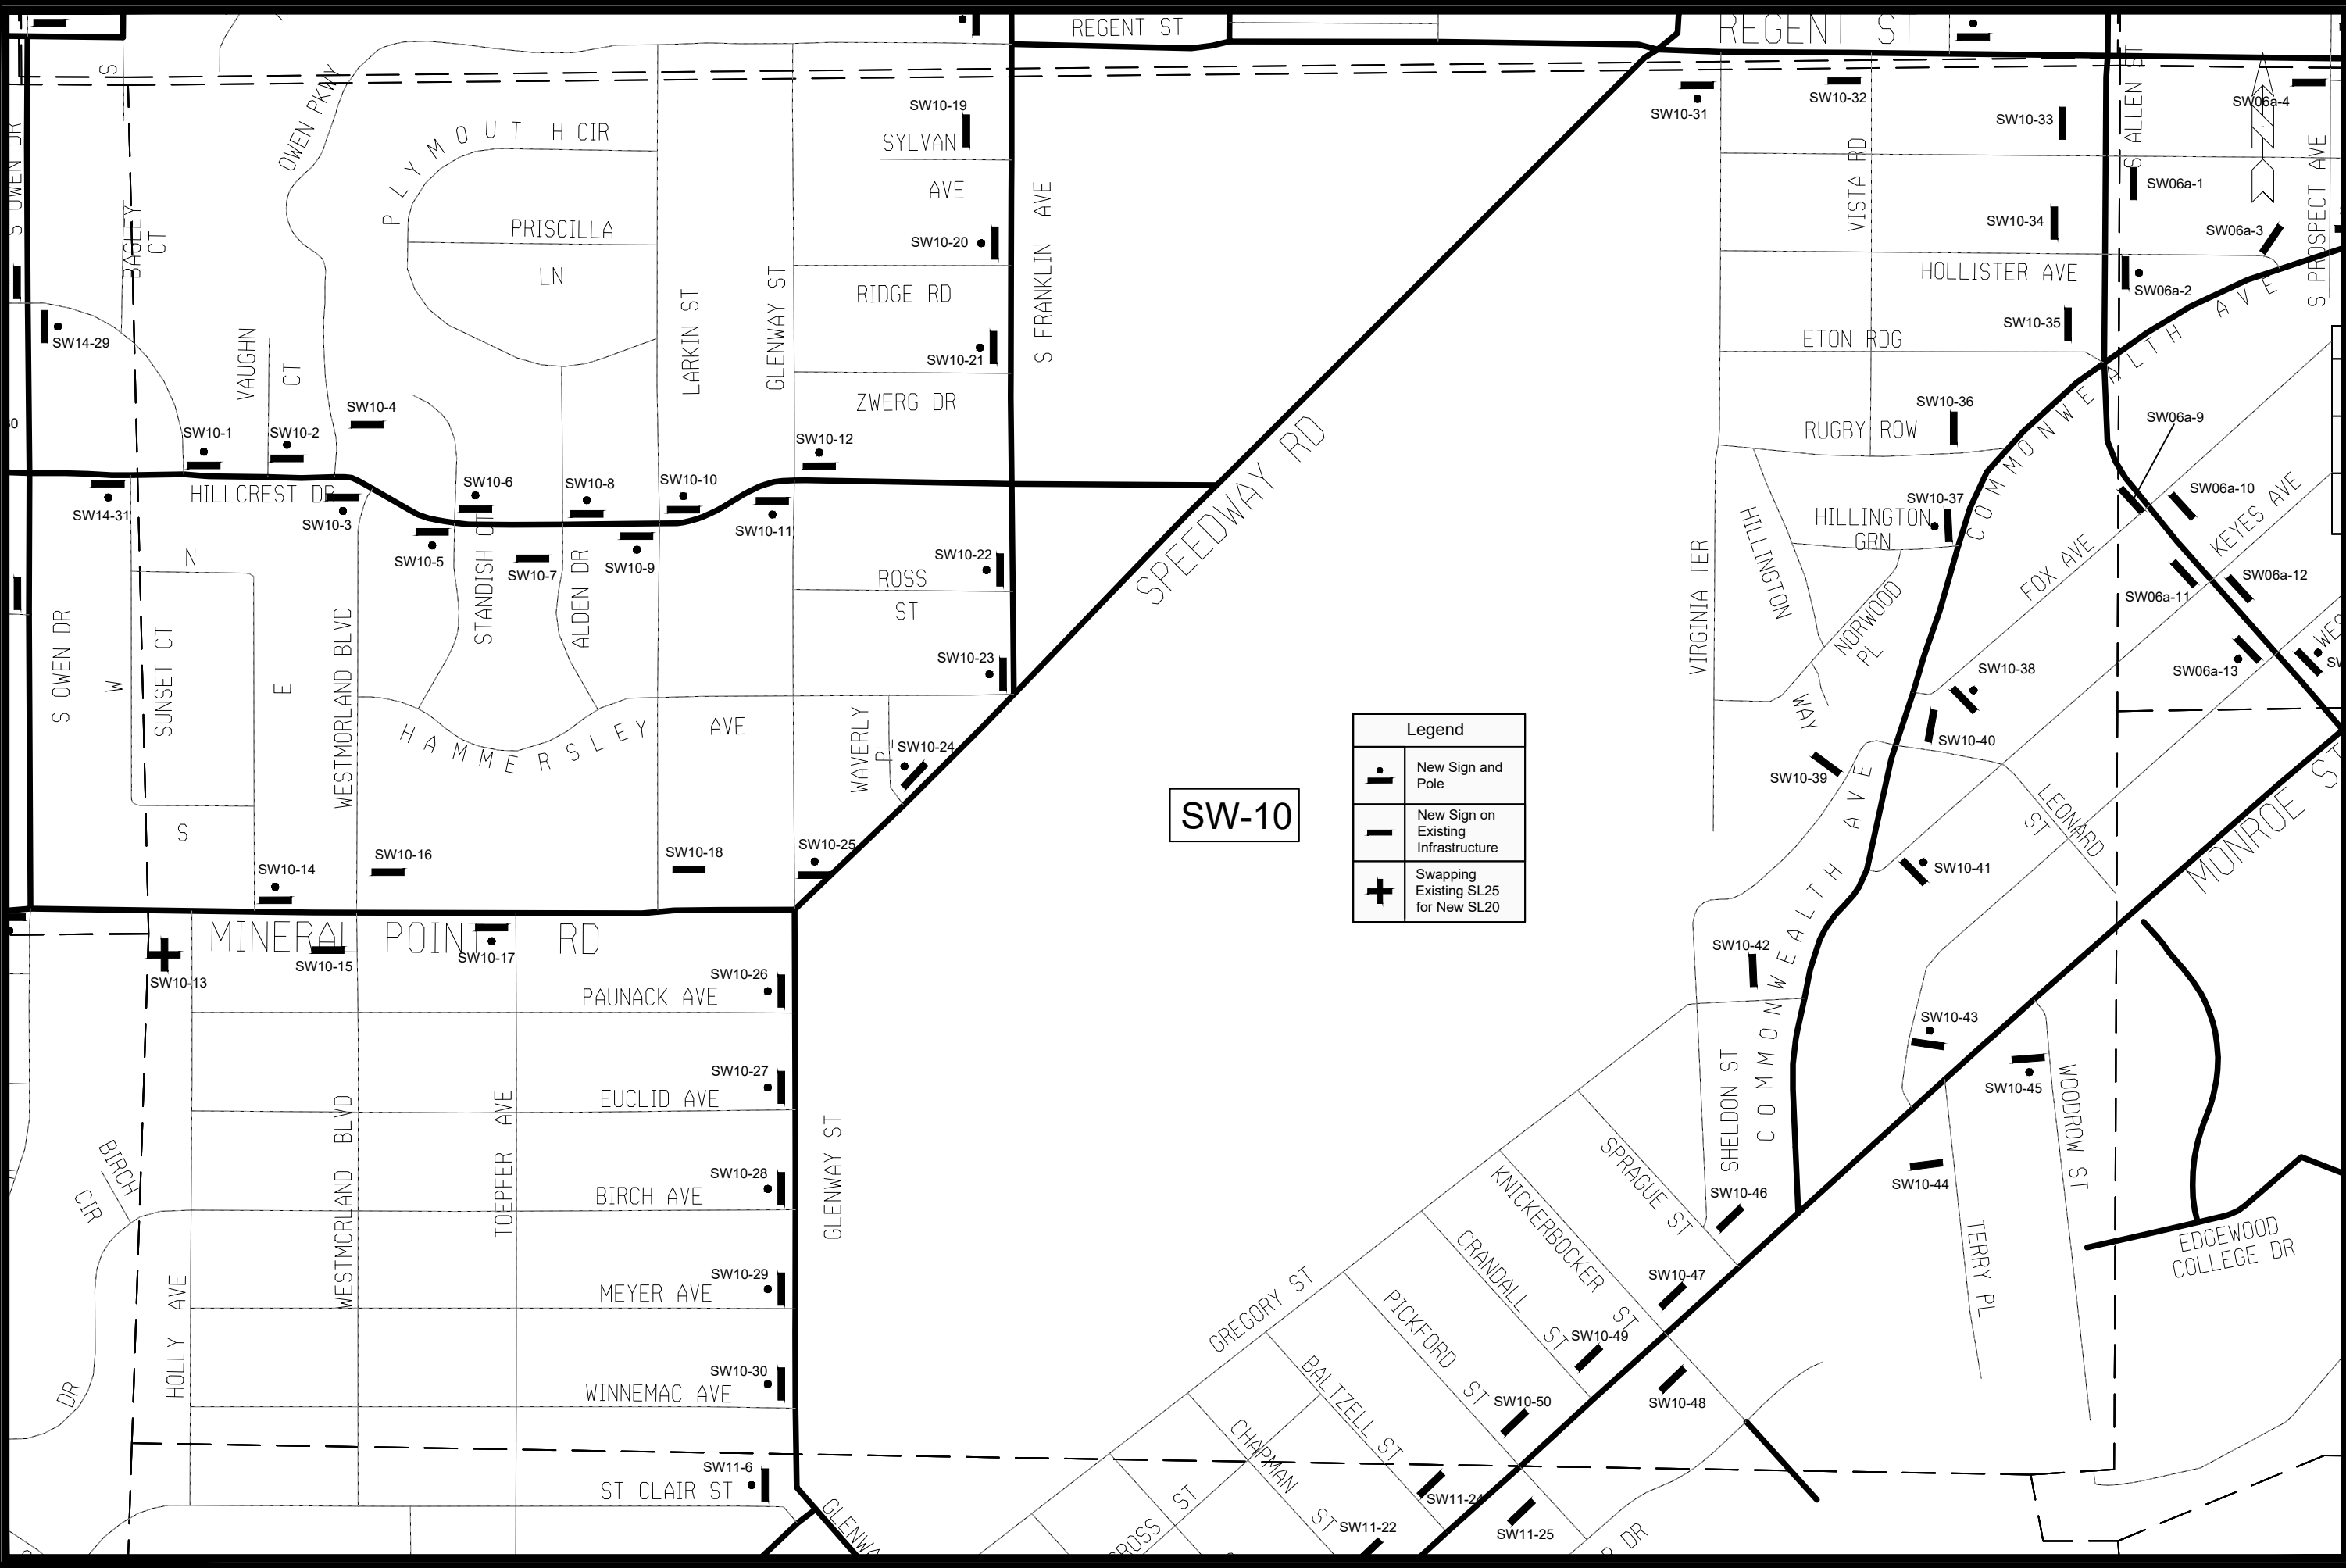 REGENT ST
REGENT ST
S
OWEN PKWY
S OWEN DR
BAGLEY
CT
PLYMOUTH CIR
PRISCILLA
LN
SW10-19
SYLVAN
AVE
SW10-20
RIDGE RD
SW10-21
ZWERG DR
S FRANKLIN AVE
LARKIN ST
GLENWAY ST
VAUGHN
CT
SW14-29
SW10-1
SW10-2
SW10-4
SW10-12
SW14-31
HILLCREST DR
SW10-3
SW10-5
SW10-6
SW10-7
SW10-8
SW10-9
SW10-10
SW10-11
SPEEDWAY RD
SW10-22
ROSS
ST
SW10-23
N
W
E
S
SUNSET CT
S OWEN DR
WESTMORLAND BLVD
STANDISH CT
ALDEN DR
HAMMERSLEY AVE
WAVERLY
PL
SW10-24
SW10-25
SW10-14
SW10-16
SW10-18
MINERAL POINT RD
SW10-13
SW10-15
SW10-17
SW10-26
PAUNACK AVE
SW10-27
EUCLID AVE
SW10-28
BIRCH AVE
SW10-29
MEYER AVE
SW10-30
WINNEMAC AVE
SW11-6
ST CLAIR ST
BIRCH
CIR
DR
HOLLY AVE
WESTMORLAND BLVD
TOEPFER AVE
GLENWAY ST
GLENWA
SW-10
Legend
New Sign and
Pole
New Sign on
Existing
Infrastructure
Swapping
Existing SL25
for New SL20
SW10-31
SW10-32
SW10-33
VISTA RD
SW10-34
HOLLISTER AVE
SW10-35
ETON RDG
SW10-36
RUGBY ROW
SW10-37
HILLINGTON
GRN
HILLINGTON
WAY
NORWOOD
PL
VIRGINIA TER
S ALLEN ST
SW06a-4
SW06a-1
SW06a-3
SW06a-2
S PROSPECT AVE
COMMONWEALTH AVE
SW06a-9
SW06a-10
KEYES AVE
FOX AVE
SW06a-11
SW06a-12
SW06a-13
WES
SW
SW10-38
SW10-40
SW10-39
LEONARD
ST
MONROE ST
SW10-41
COMMONWEALTH AVE
SW10-42
SW10-43
SW10-45
SW10-44
WOODROW ST
TERRY PL
EDGEWOOD
COLLEGE DR
SHELDON ST
SW10-46
SPRAGUE ST
SW10-47
KNICKERBOCKER ST
CRANDALL
ST
SW10-49
SW10-48
PICKFORD
ST
SW10-50
GREGORY ST
BALTZELL ST
SW11-24
CHAPMAN
ST
SW11-22
SW11-25
ROSS ST
DR